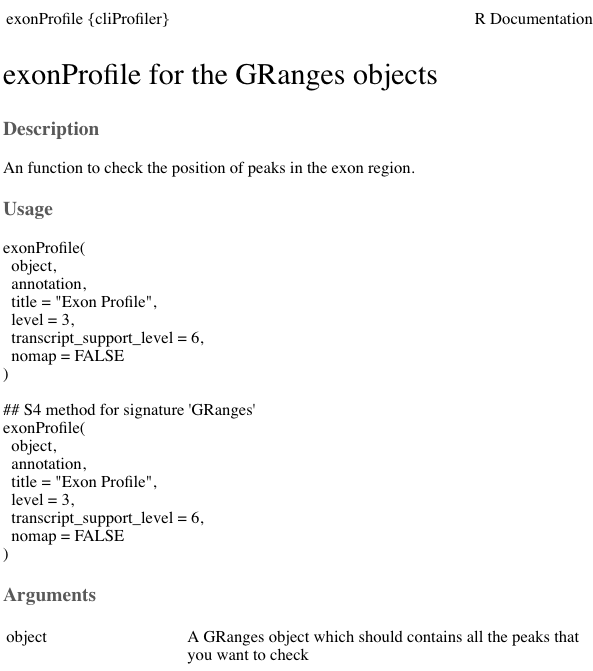 exonProfile {cliProfiler} R Documentation
exonProfile for the GRanges objects
Description
An function to check the position of peaks in the exon region.
Usage
exonProfile(
  object,
  annotation,
  title = "Exon Profile",
  level = 3,
  transcript_support_level = 6,
  nomap = FALSE
)
## S4 method for signature 'GRanges'
exonProfile(
  object,
  annotation,
  title = "Exon Profile",
  level = 3,
  transcript_support_level = 6,
  nomap = FALSE
)
Arguments
object A GRanges object which should contains all the peaks that
you want to check